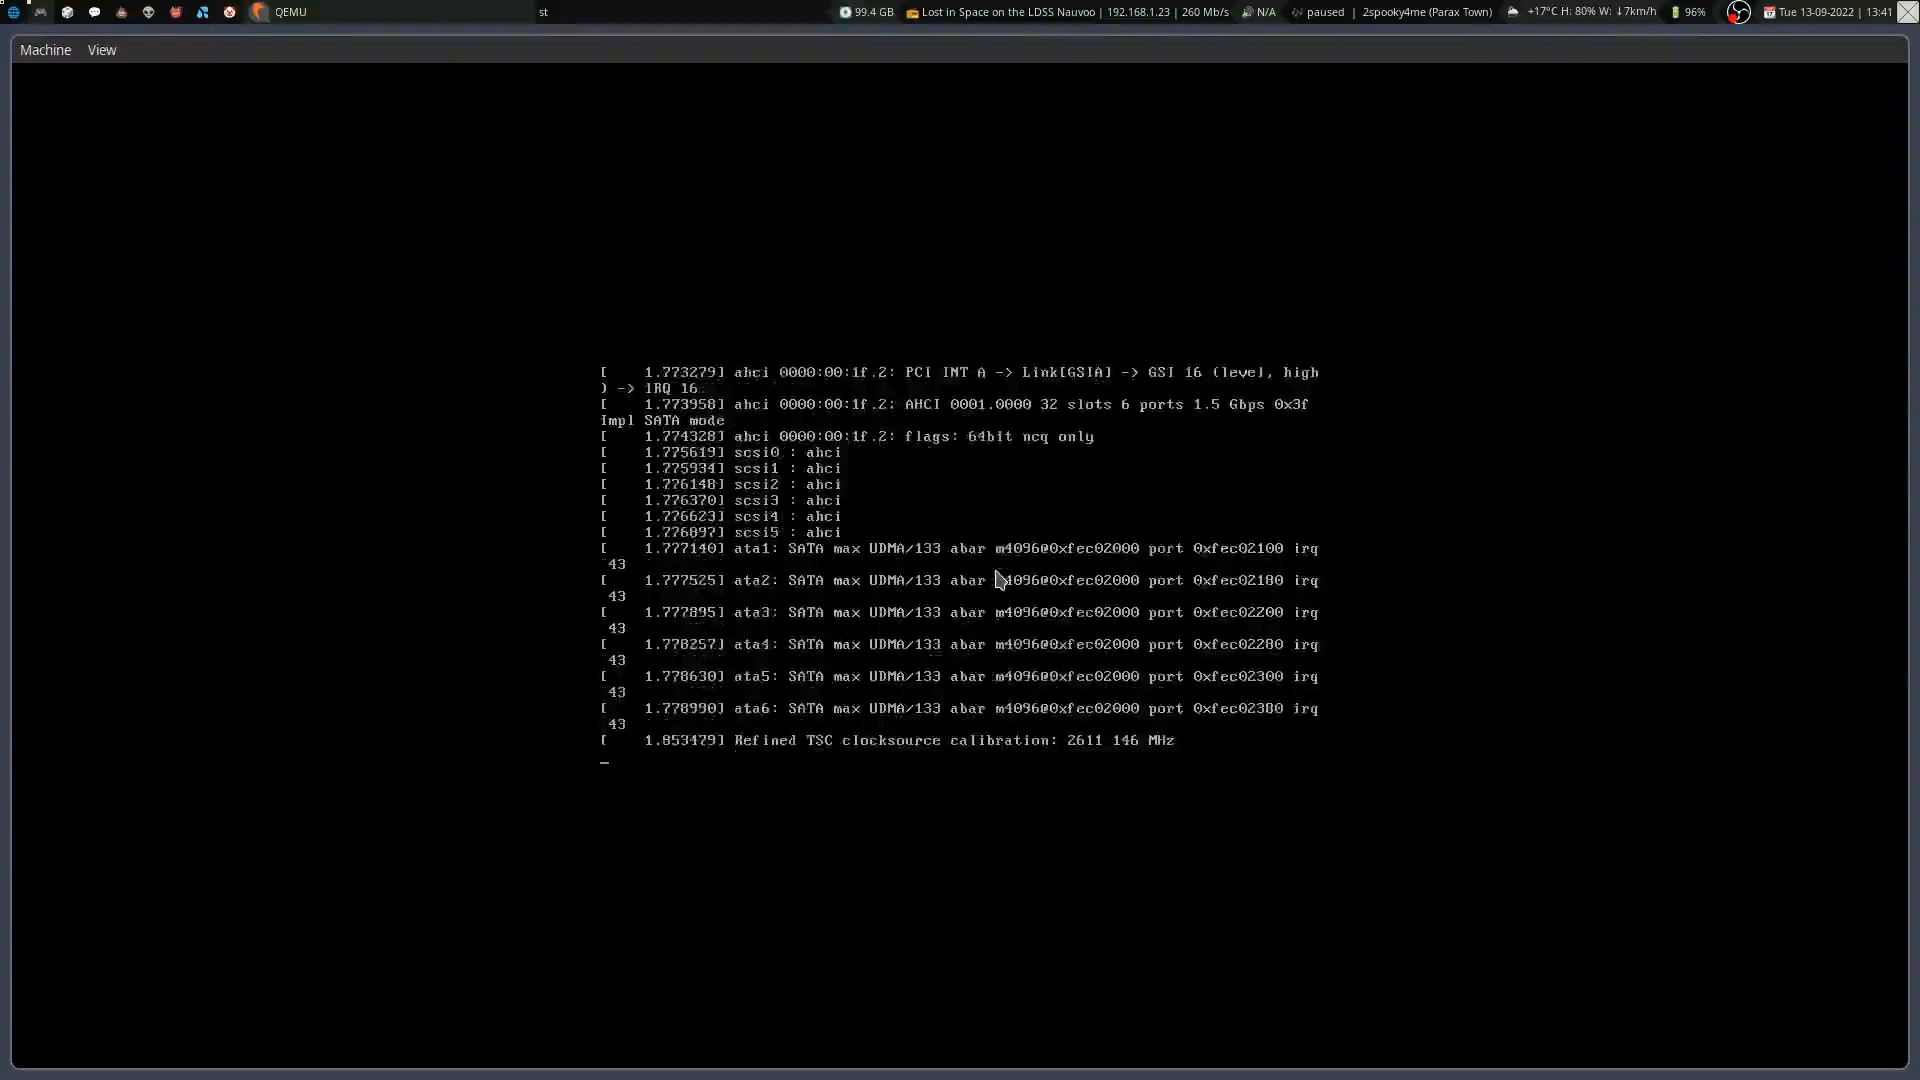 QEMU
st
99.4 GB
Lost in Space on the LDSS Nauvoo | 192.168.1.23 | 260 Mb/s
N/A
paused | 2spooky4me (Parax Town)
+17°C H: 80% W: ↓7km/h
96%
Tue 13-09-2022 | 13:41
Machine View
[    1.773279] ahci 0000:00:1f.2: PCI INT A -> Link[GSIA] -> GSI 16 (level, high
) -> IRQ 16
[    1.773958] ahci 0000:00:1f.2: AHCI 0001.0000 32 slots 6 ports 1.5 Gbps 0x3f
impl SATA mode
[    1.774328] ahci 0000:00:1f.2: flags: 64bit ncq only
[    1.775619] scsi0 : ahci
[    1.775934] scsi1 : ahci
[    1.776148] scsi2 : ahci
[    1.776370] scsi3 : ahci
[    1.776623] scsi4 : ahci
[    1.776897] scsi5 : ahci
[    1.777140] ata1: SATA max UDMA/133 abar m4096@0xfec02000 port 0xfec02100 irq
43
[    1.777525] ata2: SATA max UDMA/133 abar m4096@0xfec02000 port 0xfec02180 irq
43
[    1.777895] ata3: SATA max UDMA/133 abar m4096@0xfec02000 port 0xfec02200 irq
43
[    1.778257] ata4: SATA max UDMA/133 abar m4096@0xfec02000 port 0xfec02280 irq
43
[    1.778630] ata5: SATA max UDMA/133 abar m4096@0xfec02000 port 0xfec02300 irq
43
[    1.778990] ata6: SATA max UDMA/133 abar m4096@0xfec02000 port 0xfec02380 irq
43
[    1.853479] Refined TSC clocksource calibration: 2611 146 MHz
_